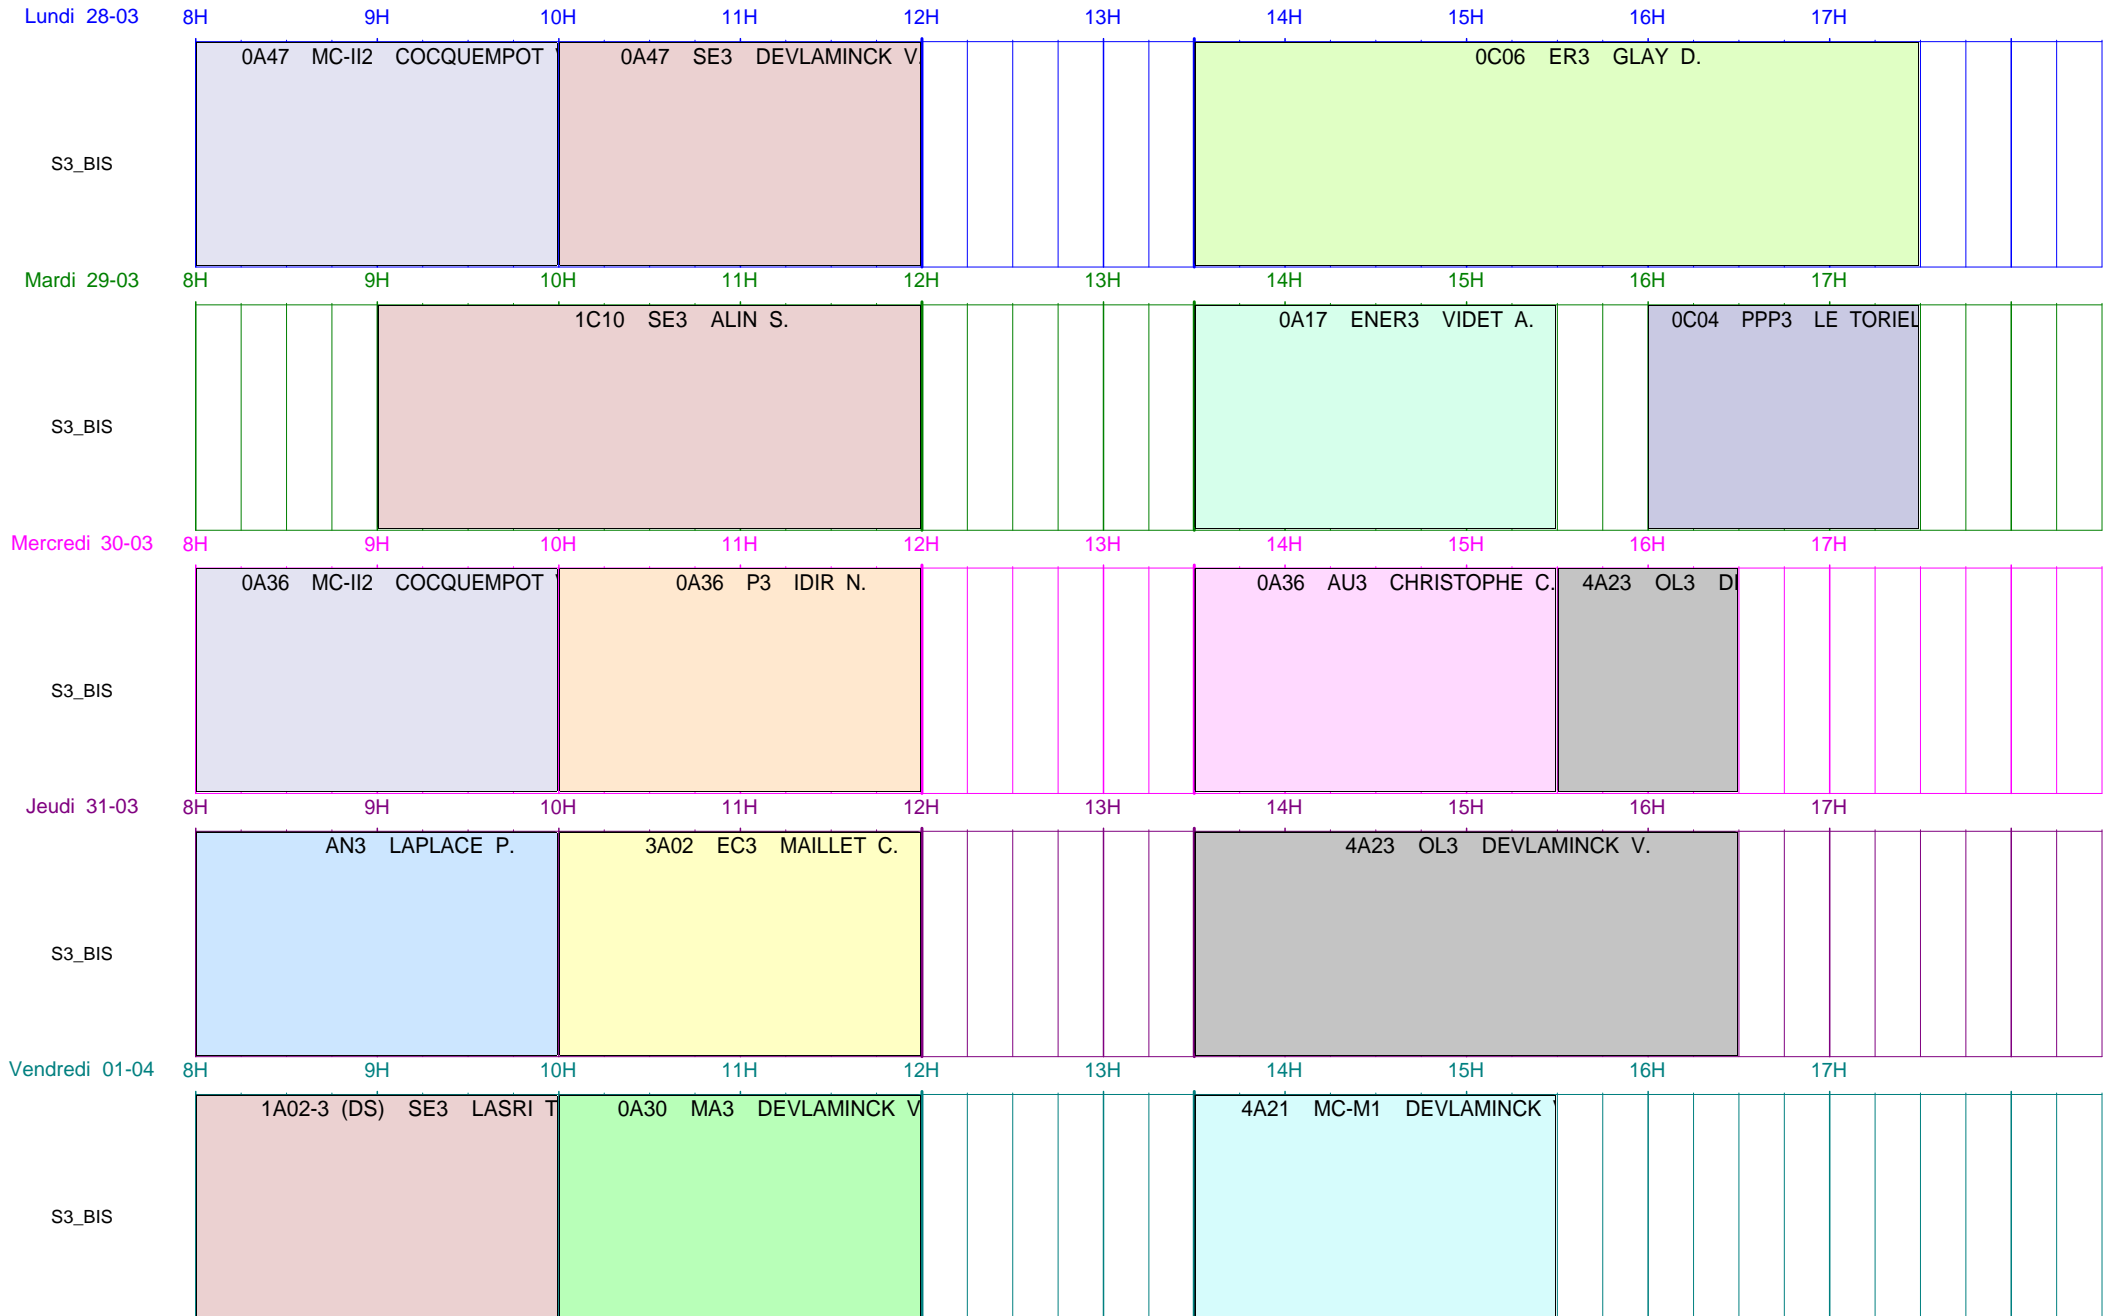 Lundi 28-03 8H 9H 10H 11H 12H 13H 14H 15H 16H 17H
0A47 MC-II2 COCQUEMPOT 0A47 SE3 DEVLAMINCK V. 0C06 ER3 GLAY D.
S3_BIS
Mardi 29-03 8H 9H 10H 11H 12H 13H 14H 15H 16H 17H
1C10 SE3 ALIN S. 0A17 ENER3 VIDET A. 0C04 PPP3 LE TORIEL
S3_BIS
Mercredi 30-03 8H 9H 10H 11H 12H 13H 14H 15H 16H 17H
0A36 MC-II2 COCQUEMPOT 0A36 P3 IDIR N. 0A36 AU3 CHRISTOPHE C. 4A23 OL3
S3_BIS
Jeudi 31-03 8H 9H 10H 11H 12H 13H 14H 15H 16H 17H
AN3 LAPLACE P. 3A02 EC3 MAILLET C. 4A23 OL3 DEVLAMINCK V.
S3_BIS
Vendredi 01-04 8H 9H 10H 11H 12H 13H 14H 15H 16H 17H
1A02-3 (DS) SE3 LASRI T 0A30 MA3 DEVLAMINCK V 4A21 MC-M1 DEVLAMINCK
S3_BIS